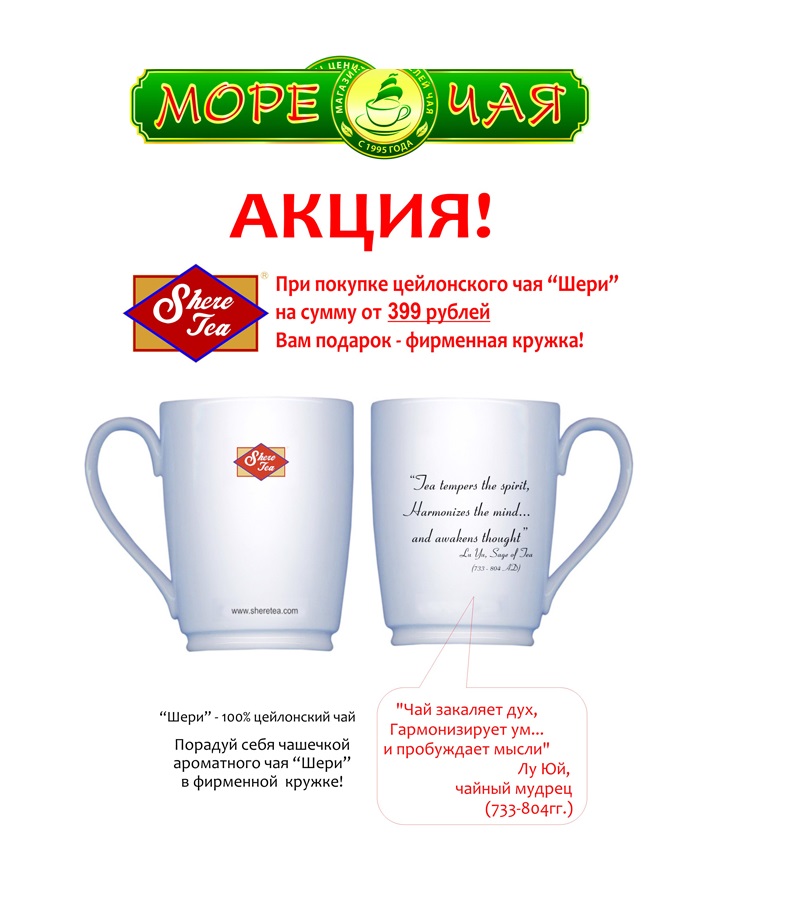 МОРЕ ЧАЯ
МАГАЗИН ЦЕНИТЕЛЕЙ ЧАЯ
С 1995 ГОДА
АКЦИЯ!
Shere
Tea
®
При покупке цейлонского чая “Шери”
на сумму от 399 рублей
Вам подарок - фирменная кружка!
Shere
Tea
www.sheretea.com
“Tea tempers the spirit,
Harmonizes the mind...
and awakens thought”
Lu Yu, Sage of Tea
(733 - 804 AD)
“Шери” - 100% цейлонский чай
Порадуй себя чашечкой
ароматного чая “Шери”
в фирменной кружке!
"Чай закаляет дух,
Гармонизирует ум...
и пробуждает мысли"
Лу Юй,
чайный мудрец
(733-804гг.)